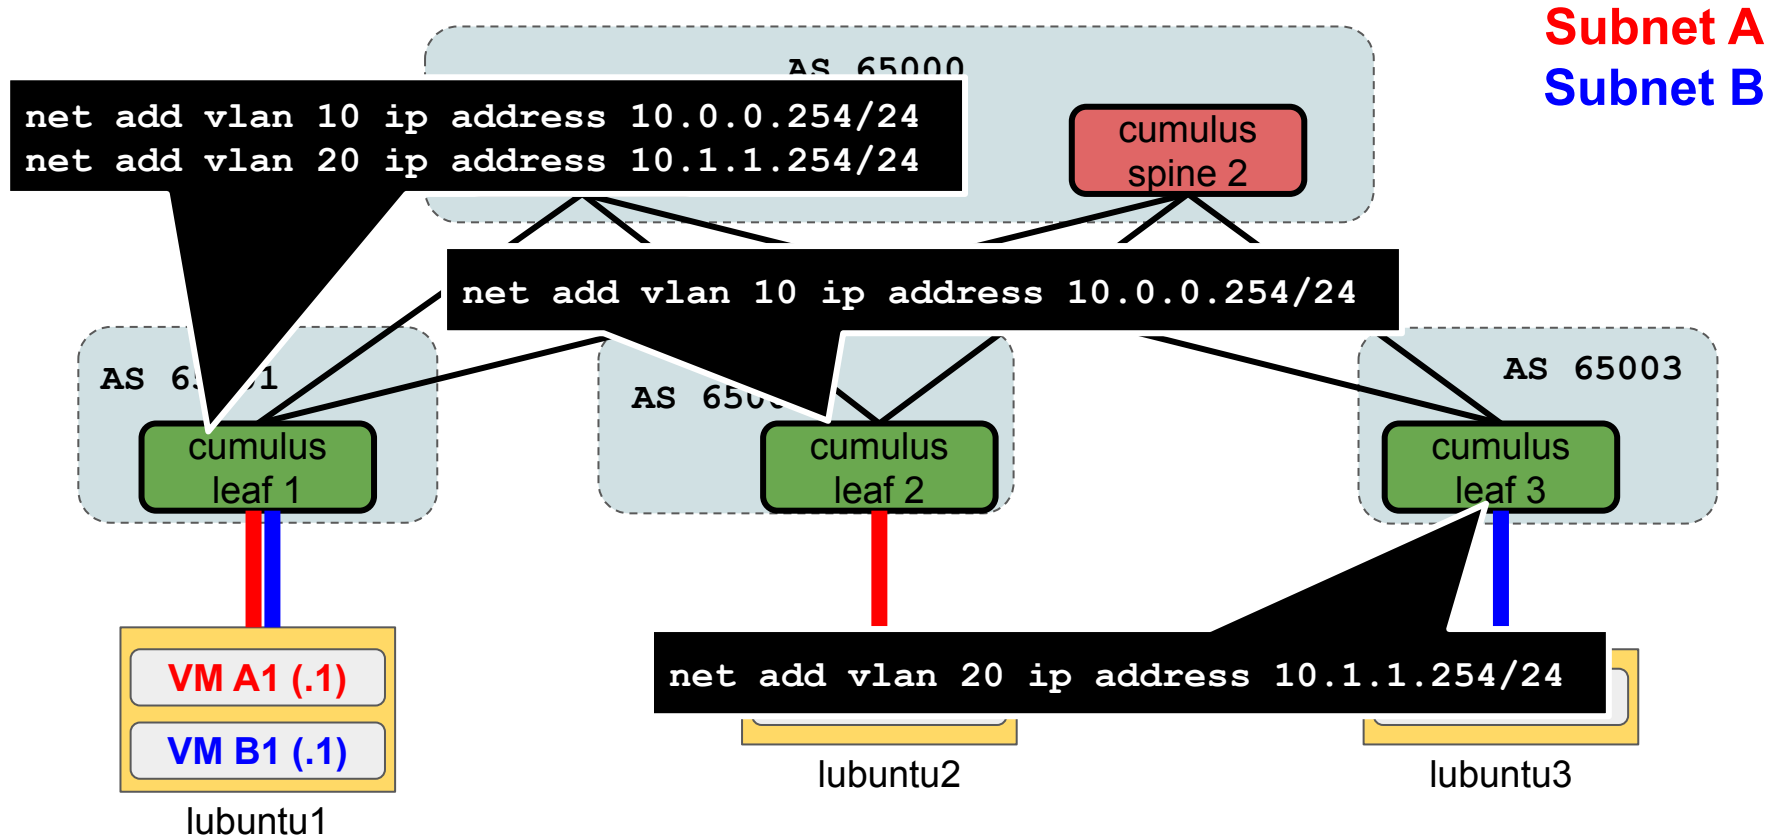 Subnet A
Subnet B
AS 65000
net add vlan 10 ip address 10.0.0.254/24
net add vlan 20 ip address 10.1.1.254/24
cumulus
spine 2
net add vlan 10 ip address 10.0.0.254/24
AS
AS
AS 65003
cumulus
leaf 1
cumulus
leaf 2
cumulus
leaf 3
VM A1 (.1)
VM B1 (.1)
net add vlan 20 ip address 10.1.1.254/24
lubuntu1
lubuntu2
lubuntu3